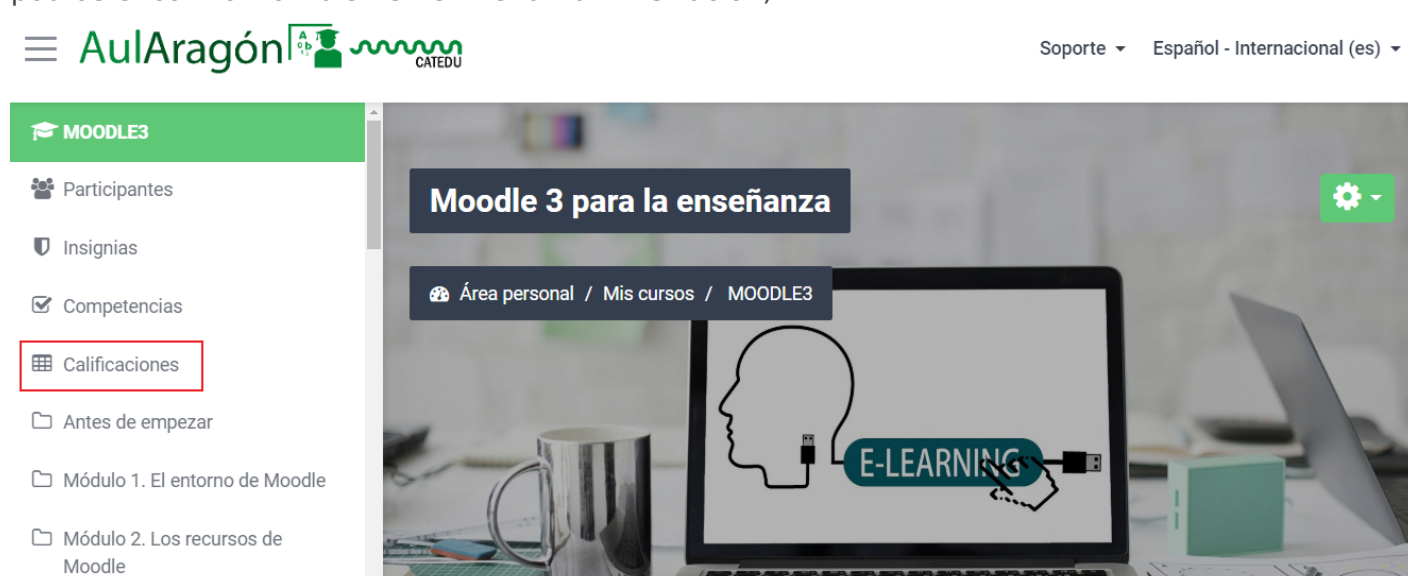 AulAragón
CATEDU
Soporte
Español - Internacional (es)
MOODLE3
Participantes
Insignias
Competencias
Calificaciones
Antes de empezar
Módulo 1. El entorno de Moodle
Módulo 2. Los recursos de
Moodle
Moodle 3 para la enseñanza
Área personal / Mis cursos / MOODLE3
E-LEARNING